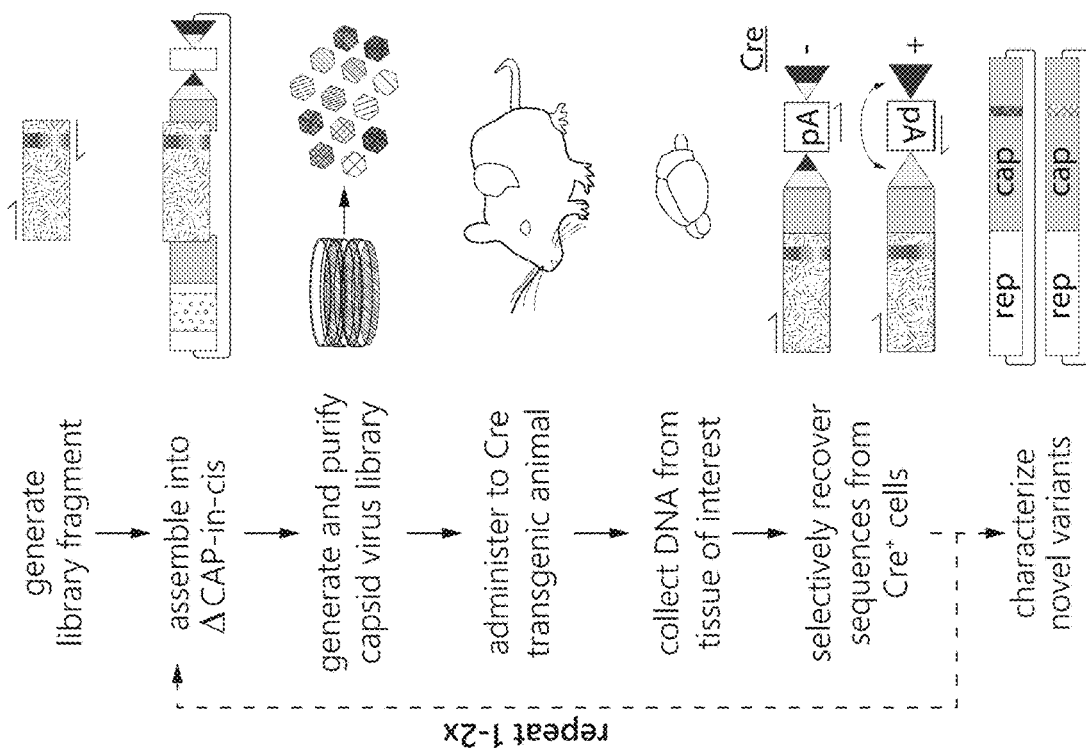 generate
library fragment
assemble into
Δ CAP-in-cis
generate and purify
capsid virus library
administer to Cre
transgenic animal
collect DNA from
tissue of interest
selectively recover
sequences from
Cre⁺ cells
characterize
novel variants
repeat 1-2x
Cre
pA
-
pA
+
rep cap
rep cap